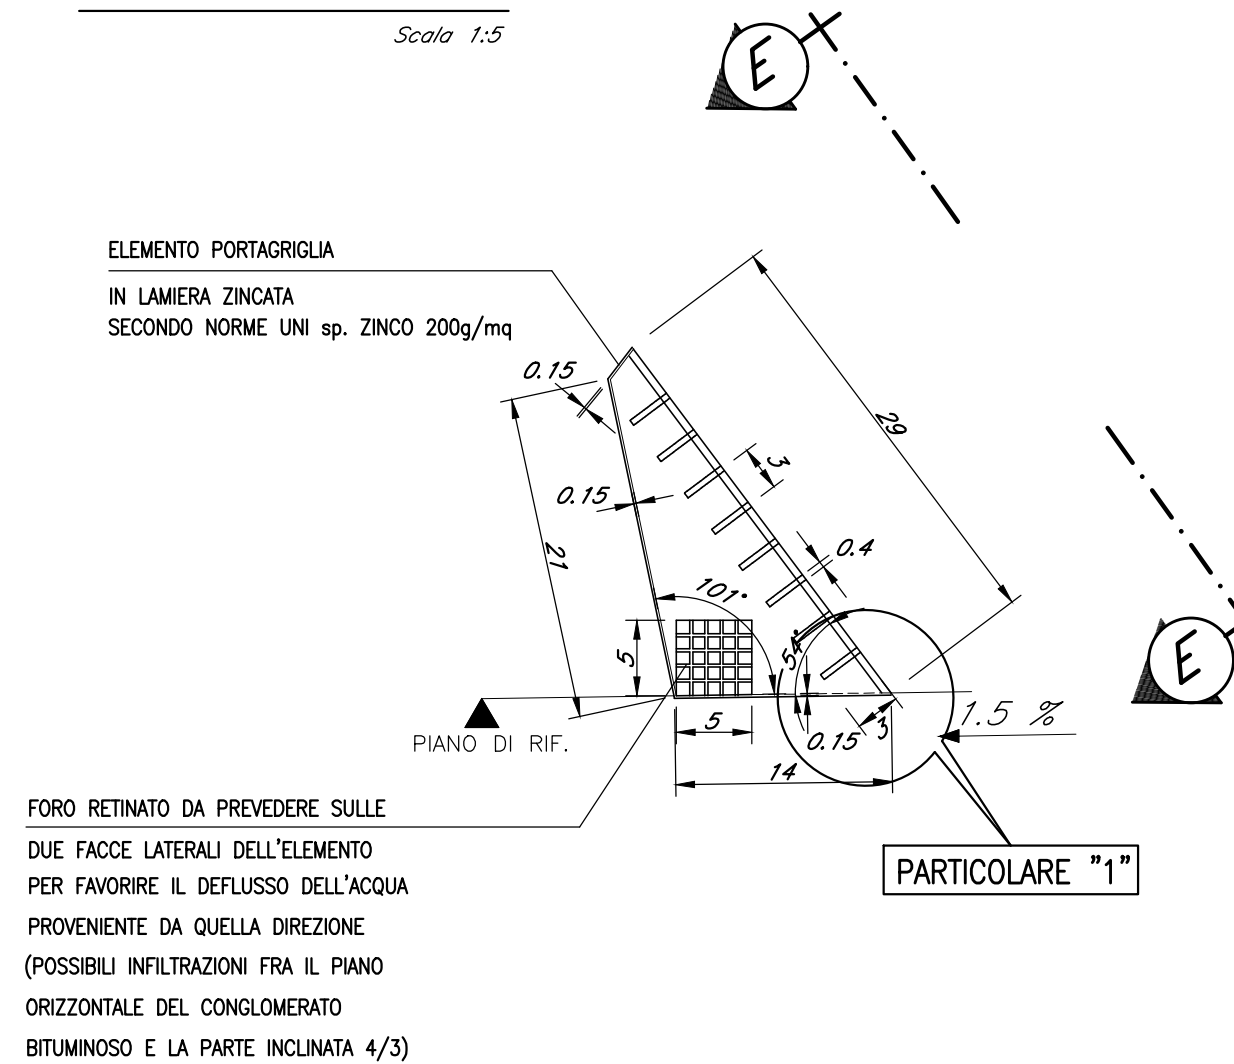 Scala 1:5
E
ELEMENTO PORTAGRIGLIA
IN LAMIERA ZINCATA
SECONDO NORME UNI sp. ZINCO 200g/mq
0.15
29
3
0.15
0.4
21
101°
54°
5
E
5
0.15
3
1.5 %
PIANO DI RIF.
14
FORO RETINATO DA PREVEDERE SULLE
DUE FACCE LATERALI DELL'ELEMENTO
PER FAVORIRE IL DEFLUSSO DELL'ACQUA
PROVENIENTE DA QUELLA DIREZIONE
(POSSIBILI INFILTRAZIONI FRA IL PIANO
ORIZZONTALE DEL CONGLOMERATO
BITUMINOSO E LA PARTE INCLINATA 4/3)
PARTICOLARE "1"